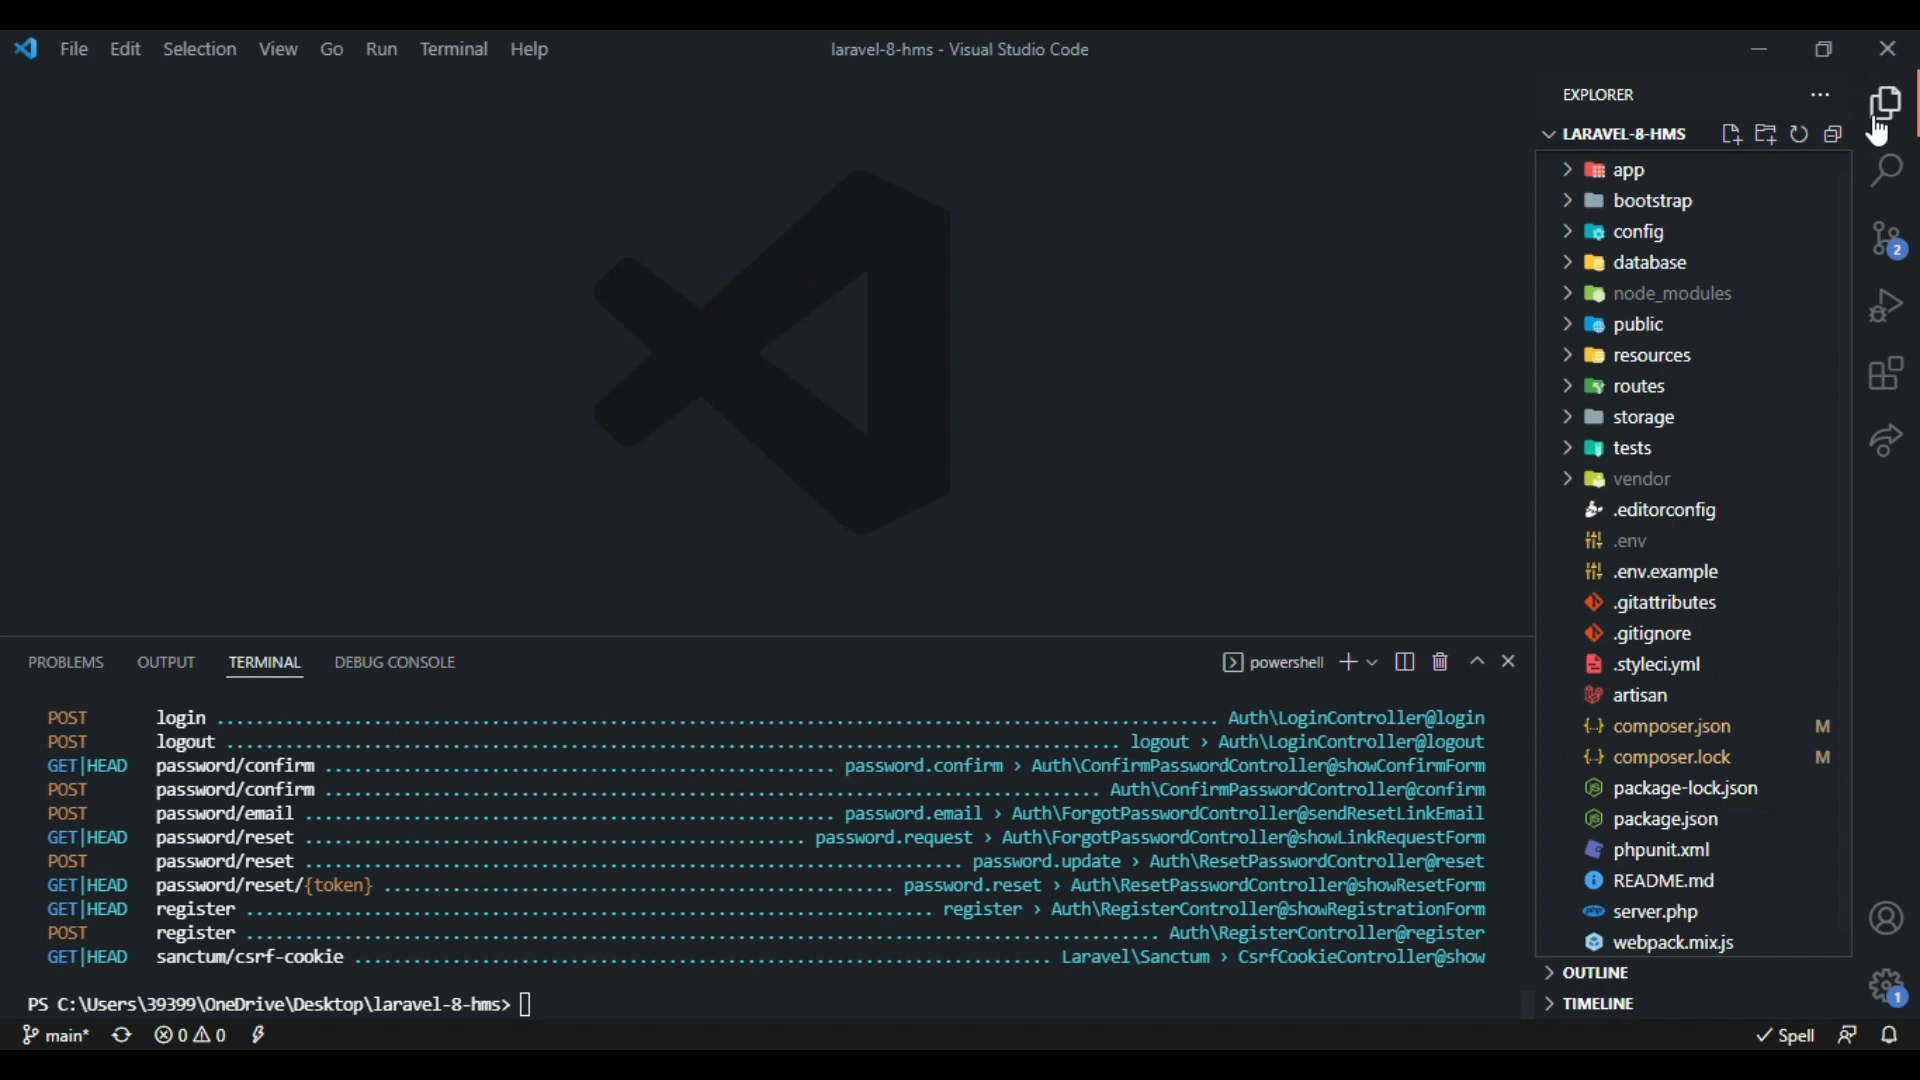 File Edit Selection View Go Run Terminal Help
laravel-8-hms - Visual Studio Code
EXPLORER
LARAVEL-8-HMS
app
bootstrap
config
database
node_modules
public
resources
routes
storage
tests
vendor
.editorconfig
.env
.env.example
.gitattributes
.gitignore
.styleci.yml
artisan
composer.json M
composer.lock M
package-lock.json
package.json
phpunit.xml
README.md
server.php
webpack.mix.js
OUTLINE
TIMELINE
2
1
PROBLEMS OUTPUT TERMINAL DEBUG CONSOLE
powershell
POST login ........................................................................................................ Auth\LoginController@login
POST logout ............................................................................................ logout › Auth\LoginController@logout
GET|HEAD password/confirm .................................................... password.confirm › Auth\ConfirmPasswordController@showConfirmForm
POST password/confirm ............................................................................... Auth\ConfirmPasswordController@confirm
POST password/email ...................................................... password.email › Auth\ForgotPasswordController@sendResetLinkEmail
GET|HEAD password/reset ................................................... password.request › Auth\ForgotPasswordController@showLinkRequestForm
POST password/reset ................................................................... password.update › Auth\ResetPasswordController@reset
GET|HEAD password/reset/{token} .................................................... password.reset › Auth\ResetPasswordController@showResetForm
GET|HEAD register ...................................................................... register › Auth\RegisterController@showRegistrationForm
POST register ............................................................................................. Auth\RegisterController@register
GET|HEAD sanctum/csrf-cookie ....................................................................... Laravel\Sanctum › CsrfCookieController@show
PS C:\Users\39399\OneDrive\Desktop\laravel-8-hms>
main* 0 0 Spell